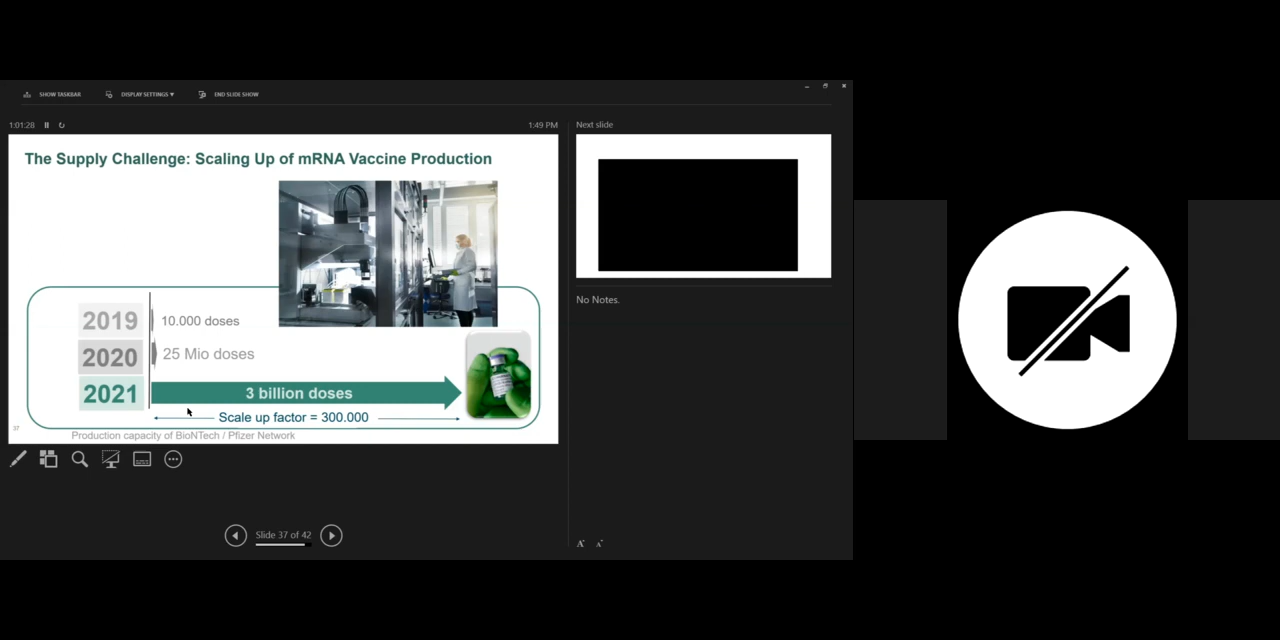 SHOW TASKBAR DISPLAY SETTINGS ▾ END SLIDE SHOW
1:01:28 1:49 PM
Next slide
The Supply Challenge: Scaling Up of mRNA Vaccine Production
2019 10.000 doses
2020 25 Mio doses
2021 3 billion doses
Scale up factor = 300.000
37
Production capacity of BioNTech / Pfizer Network
No Notes.
Slide 37 of 42
A A